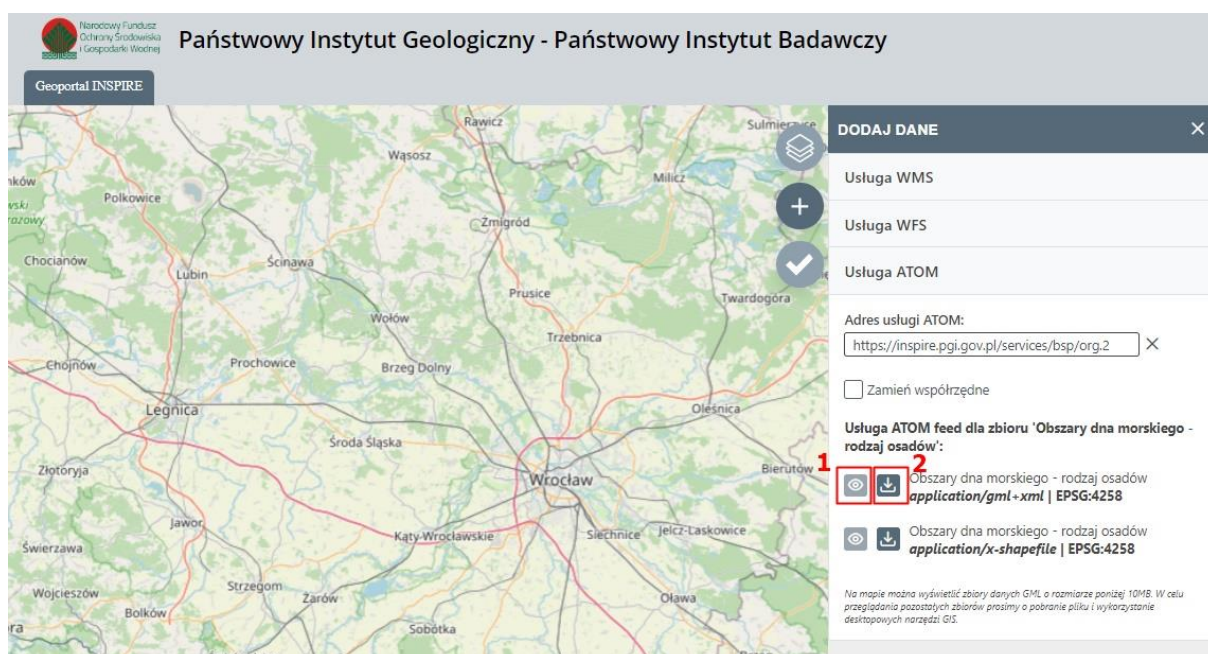 Narodowy Fundusz
Ochrony Środowiska
i Gospodarki Wodnej
Państwowy Instytut Geologiczny - Państwowy Instytut Badawczy
Geoportal INSPIRE
DODAJ DANE
Usługa WMS
Usługa WFS
Usługa ATOM
Adres usługi ATOM:
https://inspire.pgi.gov.pl/services/bsp/org.2
Zamień współrzędne
Usługa ATOM feed dla zbioru 'Obszary dna morskiego -
rodzaj osadów':
1
2
Obszary dna morskiego - rodzaj osadów
application/gml+xml | EPSG:4258
Obszary dna morskiego - rodzaj osadów
application/x-shapefile | EPSG:4258
Na mapie można wyświetlić zbiory danych GML o rozmiarze poniżej 10MB. W celu
przeglądania pozostałych zbiorów prosimy o pobranie pliku i wykorzystanie
desktopowych narzędzi GIS.
Rawicz
Wąsosz
Milicz
Polkowice
Żmigród
Chocianów
Lubin
Ścinawa
Prusice
Twardogóra
Wołów
Trzebnica
Chojnów
Prochowice
Brzeg Dolny
Legnica
Oleśnica
Środa Śląska
Złotoryja
Wrocław
Bierutów
Jawor
Kąty Wrocławskie
Siechnice
Jelcz-Laskowice
Świerzawa
Wojcieszów
Strzegom
Żarów
Oława
Bolków
Sobótka